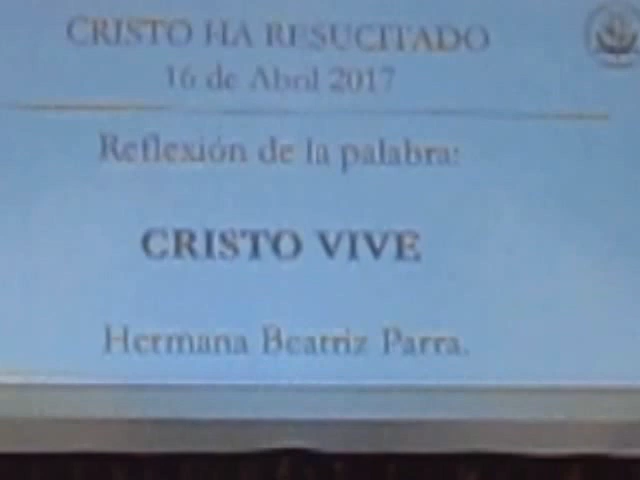 CRISTO HA RESUCITADO
16 de Abril 2017
Reflexión de la palabra:
CRISTO VIVE
Hermana Beatriz Parra.